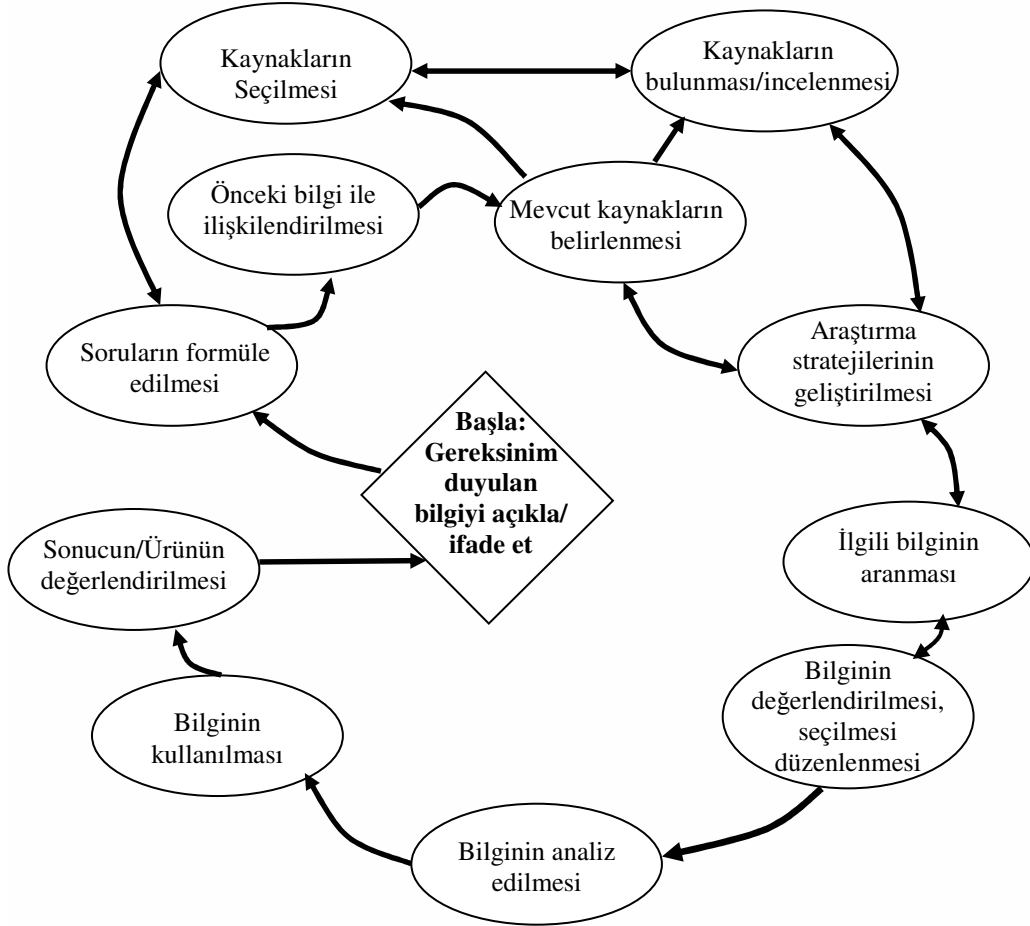 Kaynakların
Seçilmesi
Kaynakların
bulunması/incelenmesi
Önceki bilgi ile
ilişkilendirilmesi
Mevcut kaynakların
belirlenmesi
Soruların formüle
edilmesi
Araştırma
stratejilerinin
geliştirilmesi
Başla:
Gereksinim
duyulan
bilgiyi açıkla/
ifade et
Sonucun/Ürünün
değerlendirilmesi
İlgili bilginin
aranması
Bilginin
değerlendirilmesi,
seçilmesi
düzenlenmesi
Bilginin
kullanılması
Bilginin analiz
edilmesi